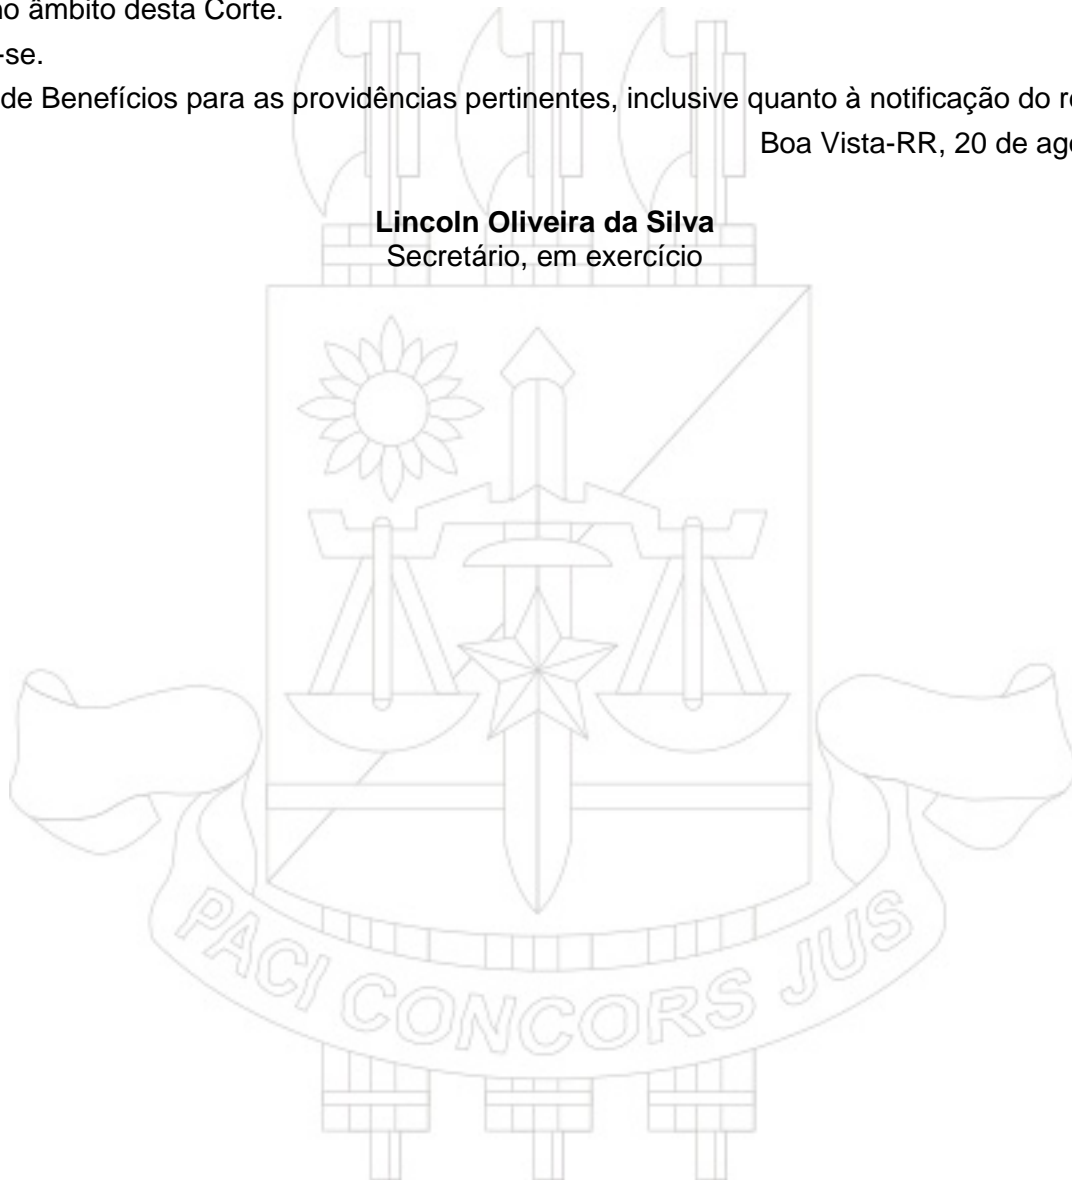 no âmbito desta Corte.
-se.
de Benefícios para as providências pertinentes, inclusive quanto à notificação do re
Boa Vista-RR, 20 de ago
Lincoln Oliveira da Silva
Secretário, em exercício
PACI CONCORS JUS